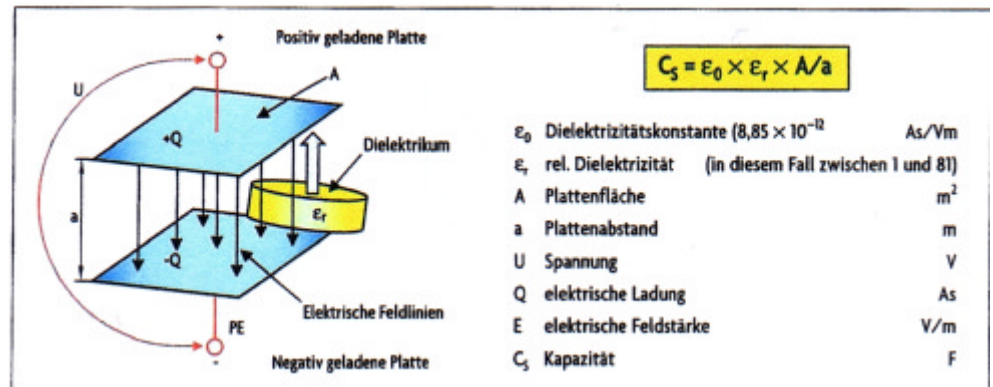 +
Positiv geladene Platte
U
A
+Q
Dielektrikum
a
εr
-Q
Elektrische Feldlinien
PE
-
Negativ geladene Platte
Cs = ε0 × εr × A/a
ε0 Dielektrizitätskonstante (8,85 × 10⁻¹² As/Vm
εr rel. Dielektrizität (in diesem Fall zwischen 1 und 81)
A Plattenfläche m²
a Plattenabstand m
U Spannung V
Q elektrische Ladung As
E elektrische Feldstärke V/m
Cs Kapazität F